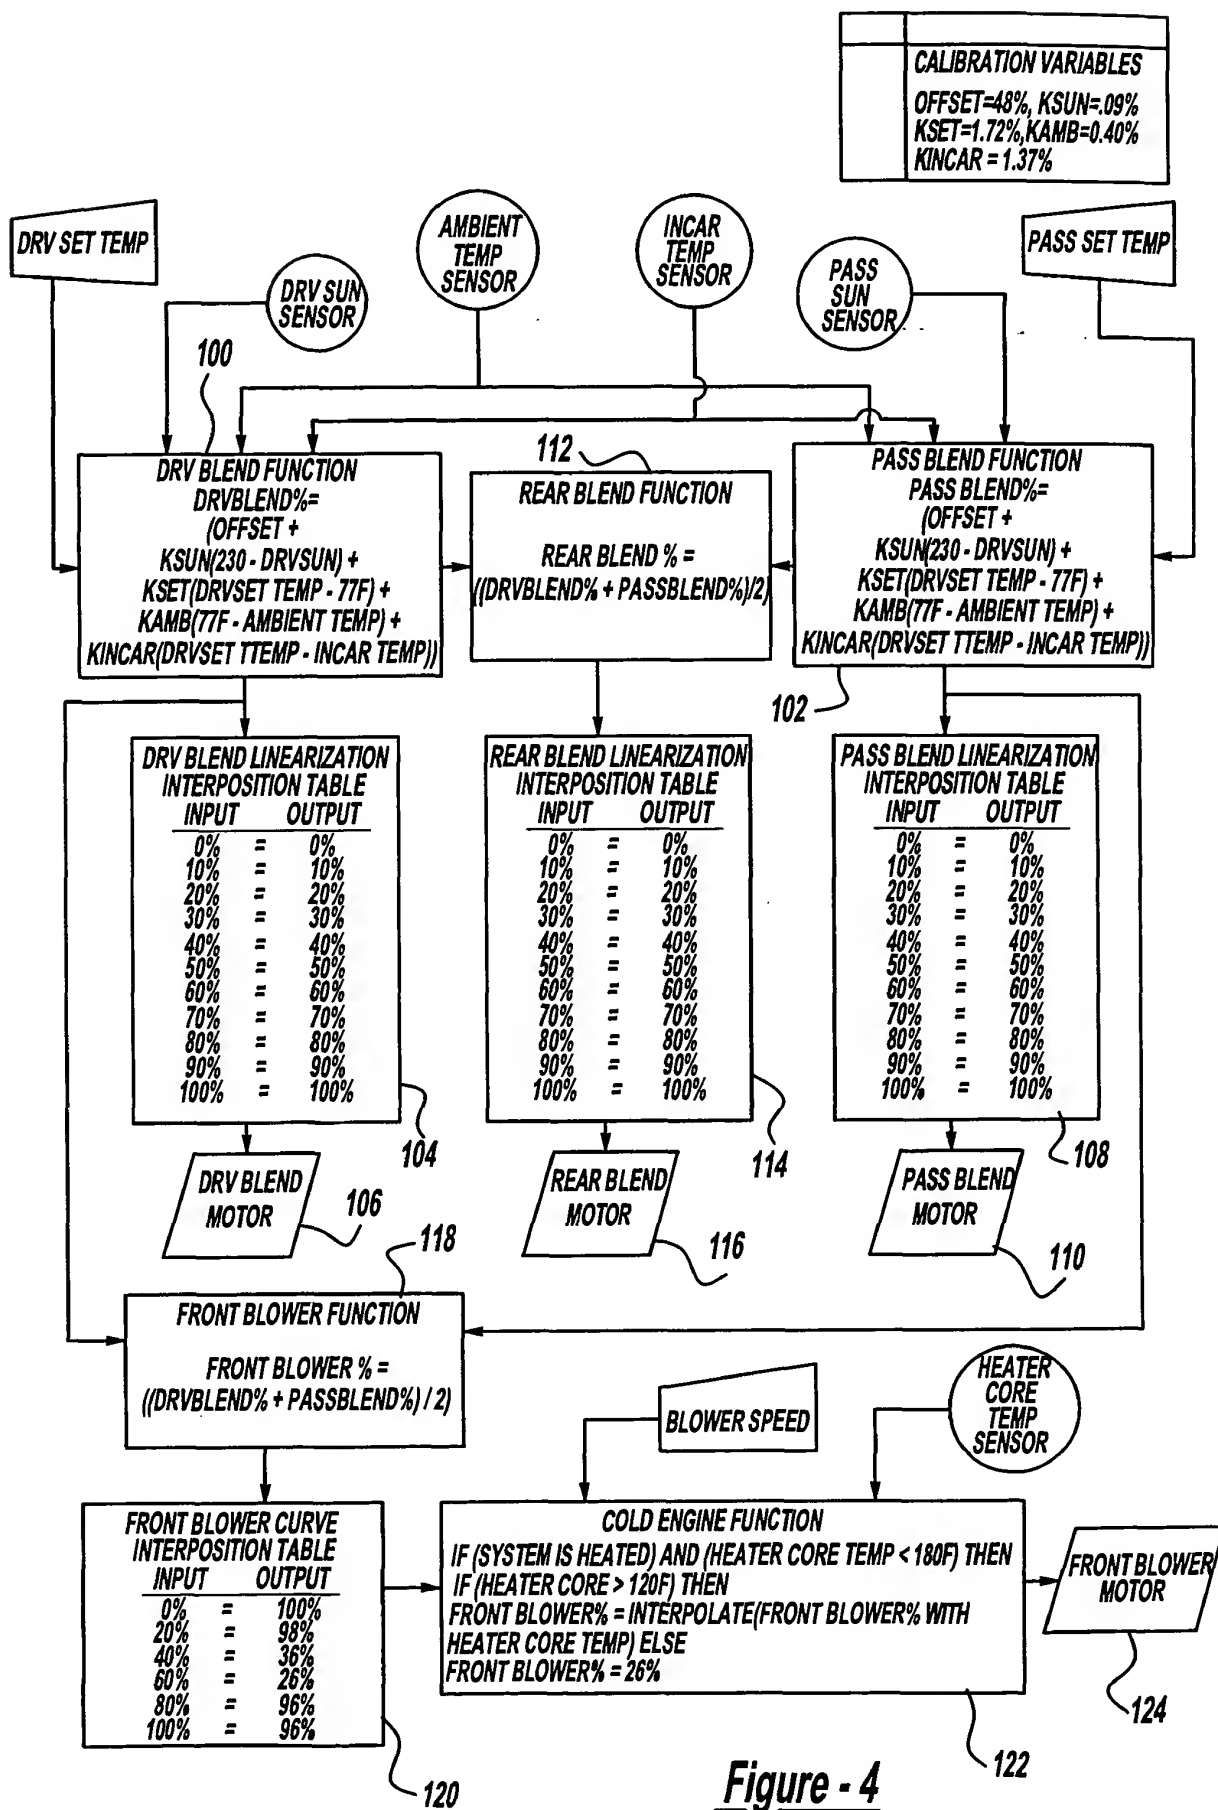 CALIBRATION VARIABLES
OFFSET=48%, KSUN=.09%
KSET=1.72%,KAMB=0.40%
KINCAR = 1.37%
DRV SET TEMP
DRV SUN
SENSOR
AMBIENT
TEMP
SENSOR
INCAR
TEMP
SENSOR
PASS
SUN
SENSOR
PASS SET TEMP
100
DRV BLEND FUNCTION
DRVBLEND%=
(OFFSET +
KSUN(230 - DRVSUN) +
KSET(DRVSET TEMP - 77F) +
KAMB(77F - AMBIENT TEMP) +
KINCAR(DRVSET TTEMP - INCAR TEMP))
112
REAR BLEND FUNCTION
REAR BLEND % =
((DRVBLEND% + PASSBLEND%)/2)
PASS BLEND FUNCTION
PASS BLEND%=
(OFFSET +
KSUN(230 - DRVSUN) +
KSET(DRVSET TEMP - 77F) +
KAMB(77F - AMBIENT TEMP) +
KINCAR(DRVSET TTEMP - INCAR TEMP))
102
DRV BLEND LINEARIZATION
INTERPOSITION TABLE
INPUT OUTPUT
0% = 0%
10% = 10%
20% = 20%
30% = 30%
40% = 40%
50% = 50%
60% = 60%
70% = 70%
80% = 80%
90% = 90%
100% = 100%
104
REAR BLEND LINEARIZATION
INTERPOSITION TABLE
INPUT OUTPUT
0% = 0%
10% = 10%
20% = 20%
30% = 30%
40% = 40%
50% = 50%
60% = 60%
70% = 70%
80% = 80%
90% = 90%
100% = 100%
114
PASS BLEND LINEARIZATION
INTERPOSITION TABLE
INPUT OUTPUT
0% = 0%
10% = 10%
20% = 20%
30% = 30%
40% = 40%
50% = 50%
60% = 60%
70% = 70%
80% = 80%
90% = 90%
100% = 100%
108
DRV BLEND
MOTOR
106
REAR BLEND
MOTOR
116
PASS BLEND
MOTOR
110
118
FRONT BLOWER FUNCTION
FRONT BLOWER % =
((DRVBLEND% + PASSBLEND%) / 2)
BLOWER SPEED
HEATER
CORE
TEMP
SENSOR
FRONT BLOWER CURVE
INTERPOSITION TABLE
INPUT OUTPUT
0% = 100%
20% = 98%
40% = 36%
60% = 26%
80% = 96%
100% = 96%
120
COLD ENGINE FUNCTION
IF (SYSTEM IS HEATED) AND (HEATER CORE TEMP < 180F) THEN
IF (HEATER CORE > 120F) THEN
FRONT BLOWER% = INTERPOLATE(FRONT BLOWER% WITH
HEATER CORE TEMP) ELSE
FRONT BLOWER% = 26%
122
FRONT BLOWER
MOTOR
124
Figure - 4